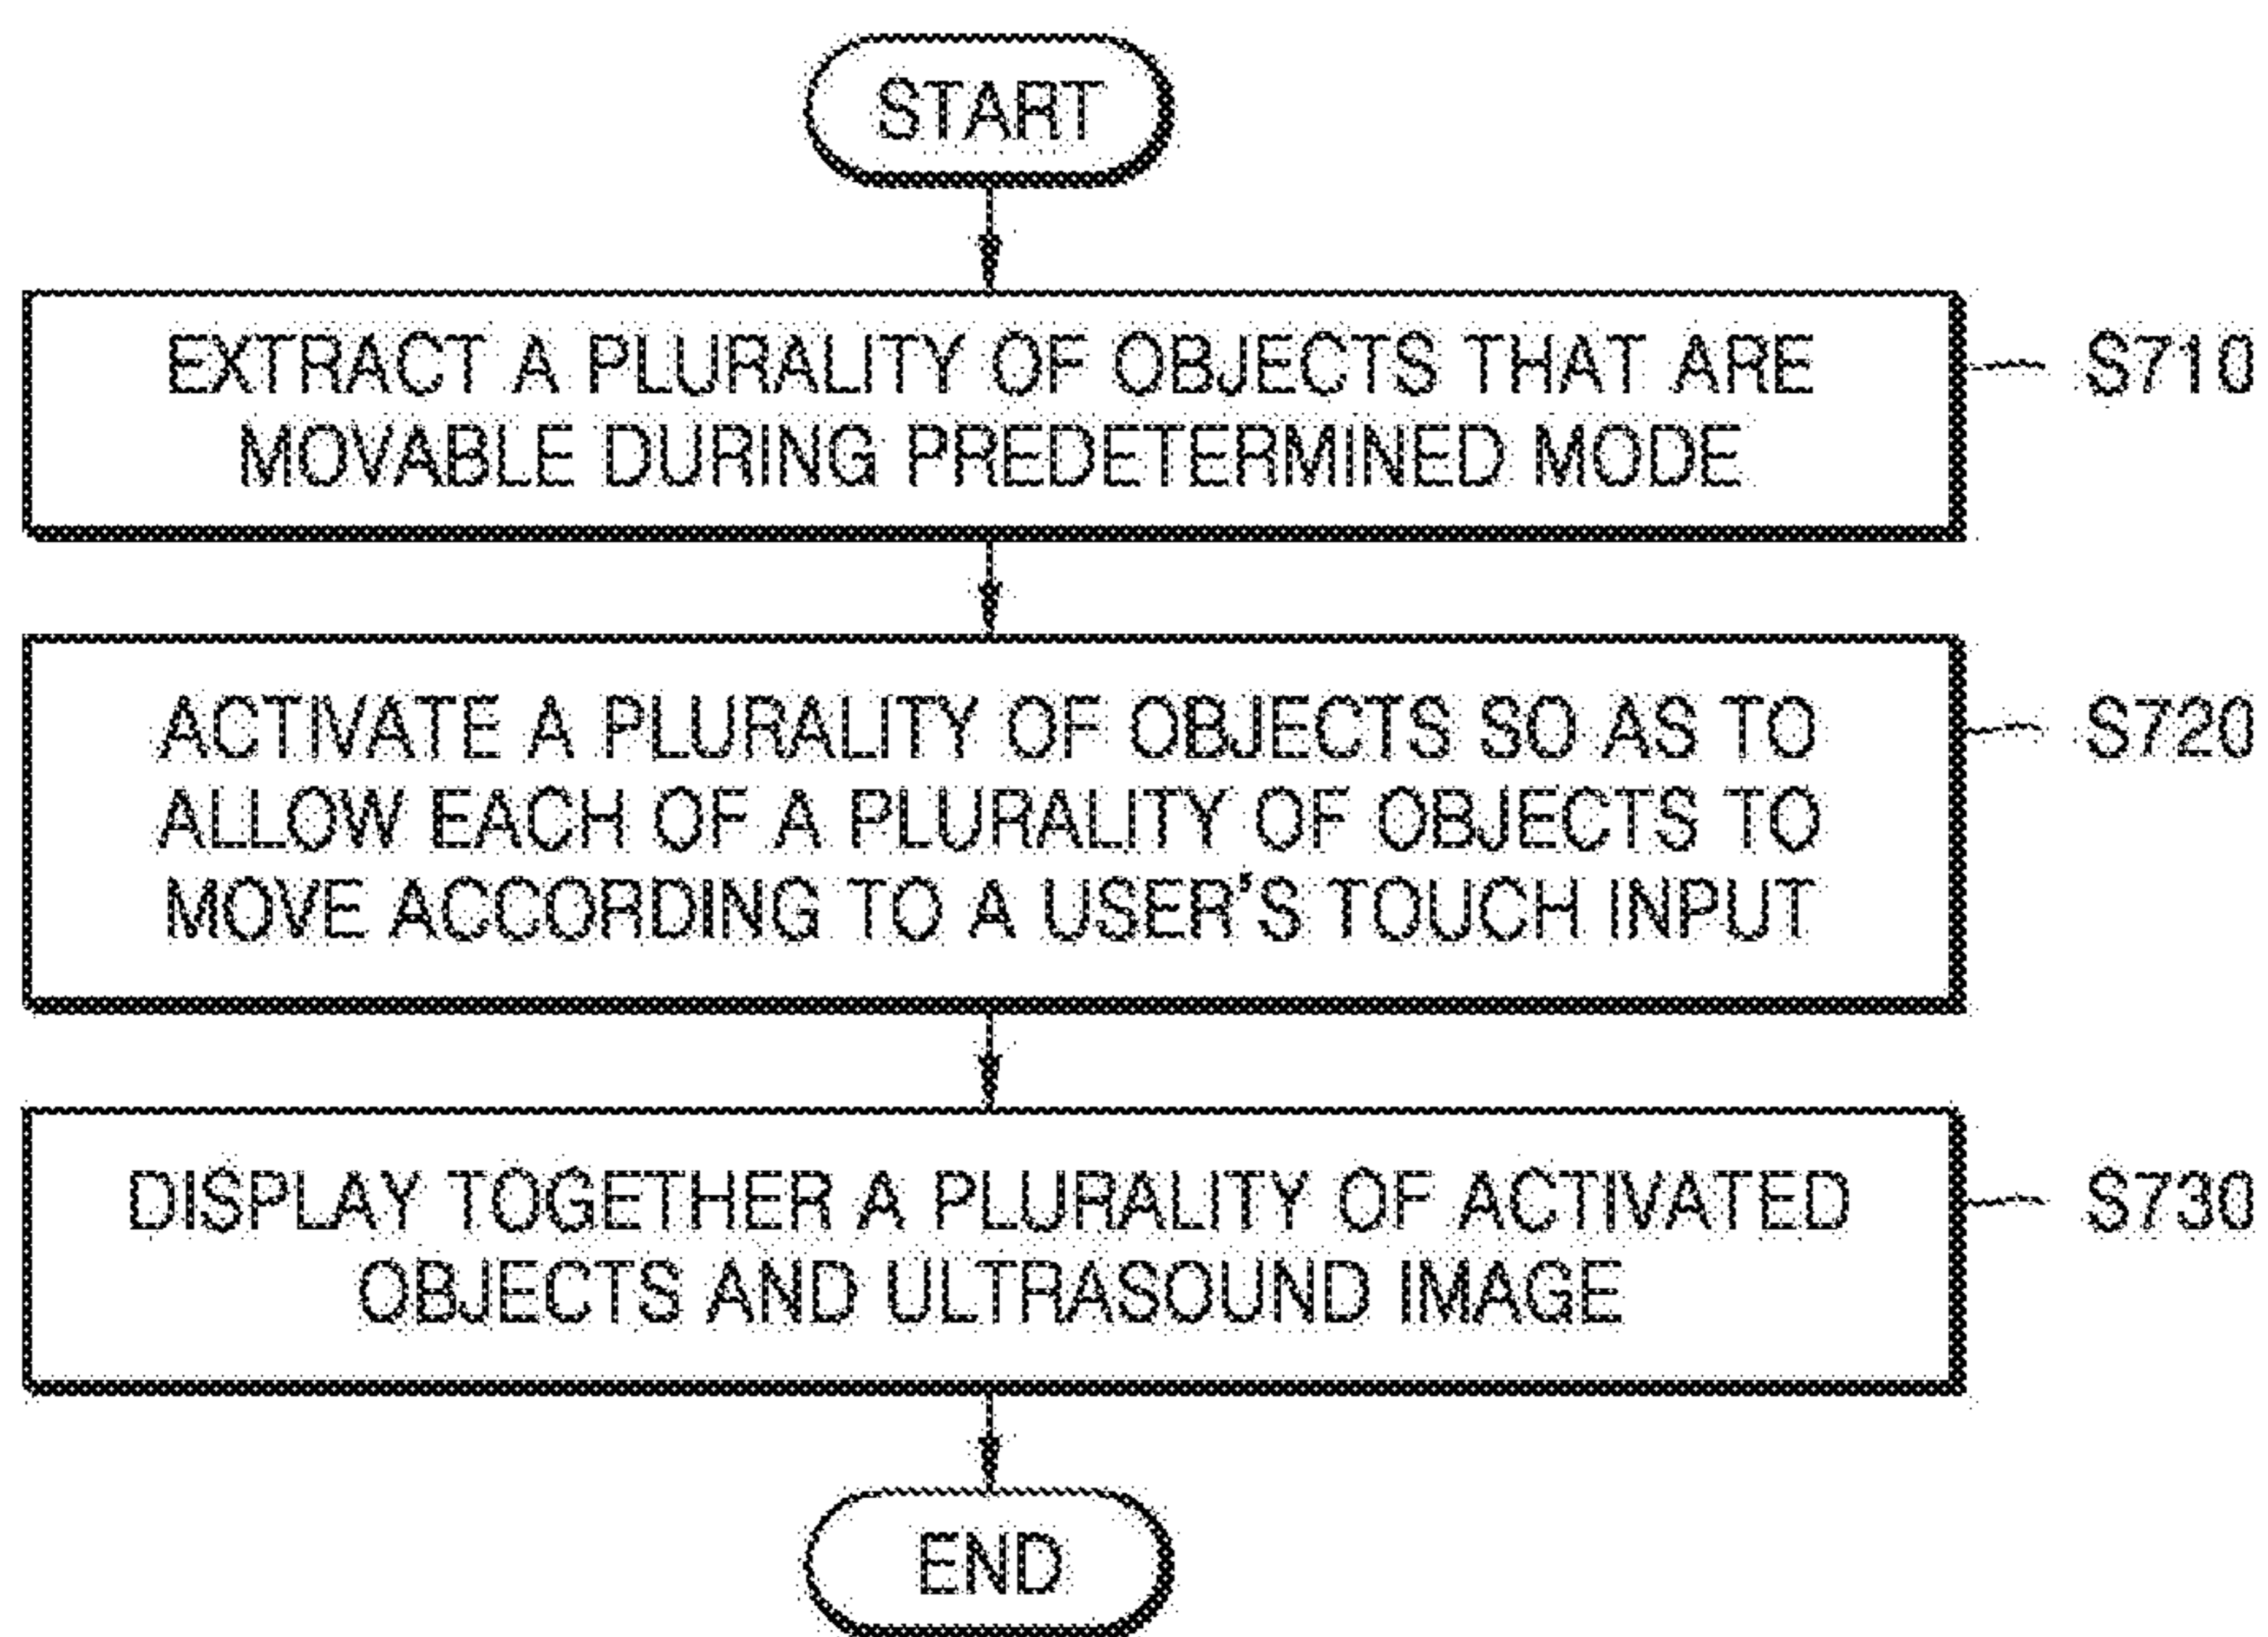 START
EXTRACT A PLURALITY OF OBJECTS THAT ARE
MOVABLE DURING PREDETERMINED MODE
S710
ACTIVATE A PLURALITY OF OBJECTS SO AS TO
ALLOW EACH OF A PLURALITY OF OBJECTS TO
MOVE ACCORDING TO A USER'S TOUCH INPUT
S720
DISPLAY TOGETHER A PLURALITY OF ACTIVATED
OBJECTS AND ULTRASOUND IMAGE
S730
END